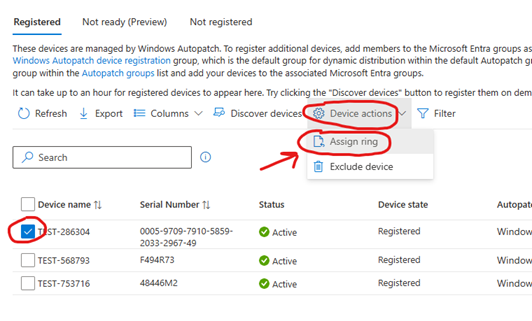 Registered Not ready (Preview) Not registered
These devices are managed by Windows Autopatch. To register additional devices, add members to the Microsoft Entra groups as
Windows Autopatch device registration group, which is the default group for dynamic distribution within the default Autopatch g
group within the Autopatch groups list and add your devices to the associated Microsoft Entra groups.
It can take up to an hour for registered devices to appear here. Try clicking the "Discover devices" button to register them on dem
Refresh Export Columns Discover devices Device actions Filter
Assign ring
Search
Exclude device
Device name Serial Number Status Device state Autopa
TEST-286304 0005-9709-7910-5859-
2033-2967-49 Active Registered Window
TEST-568793 F494R73 Active Registered Window
TEST-753716 48446M2 Active Registered Window